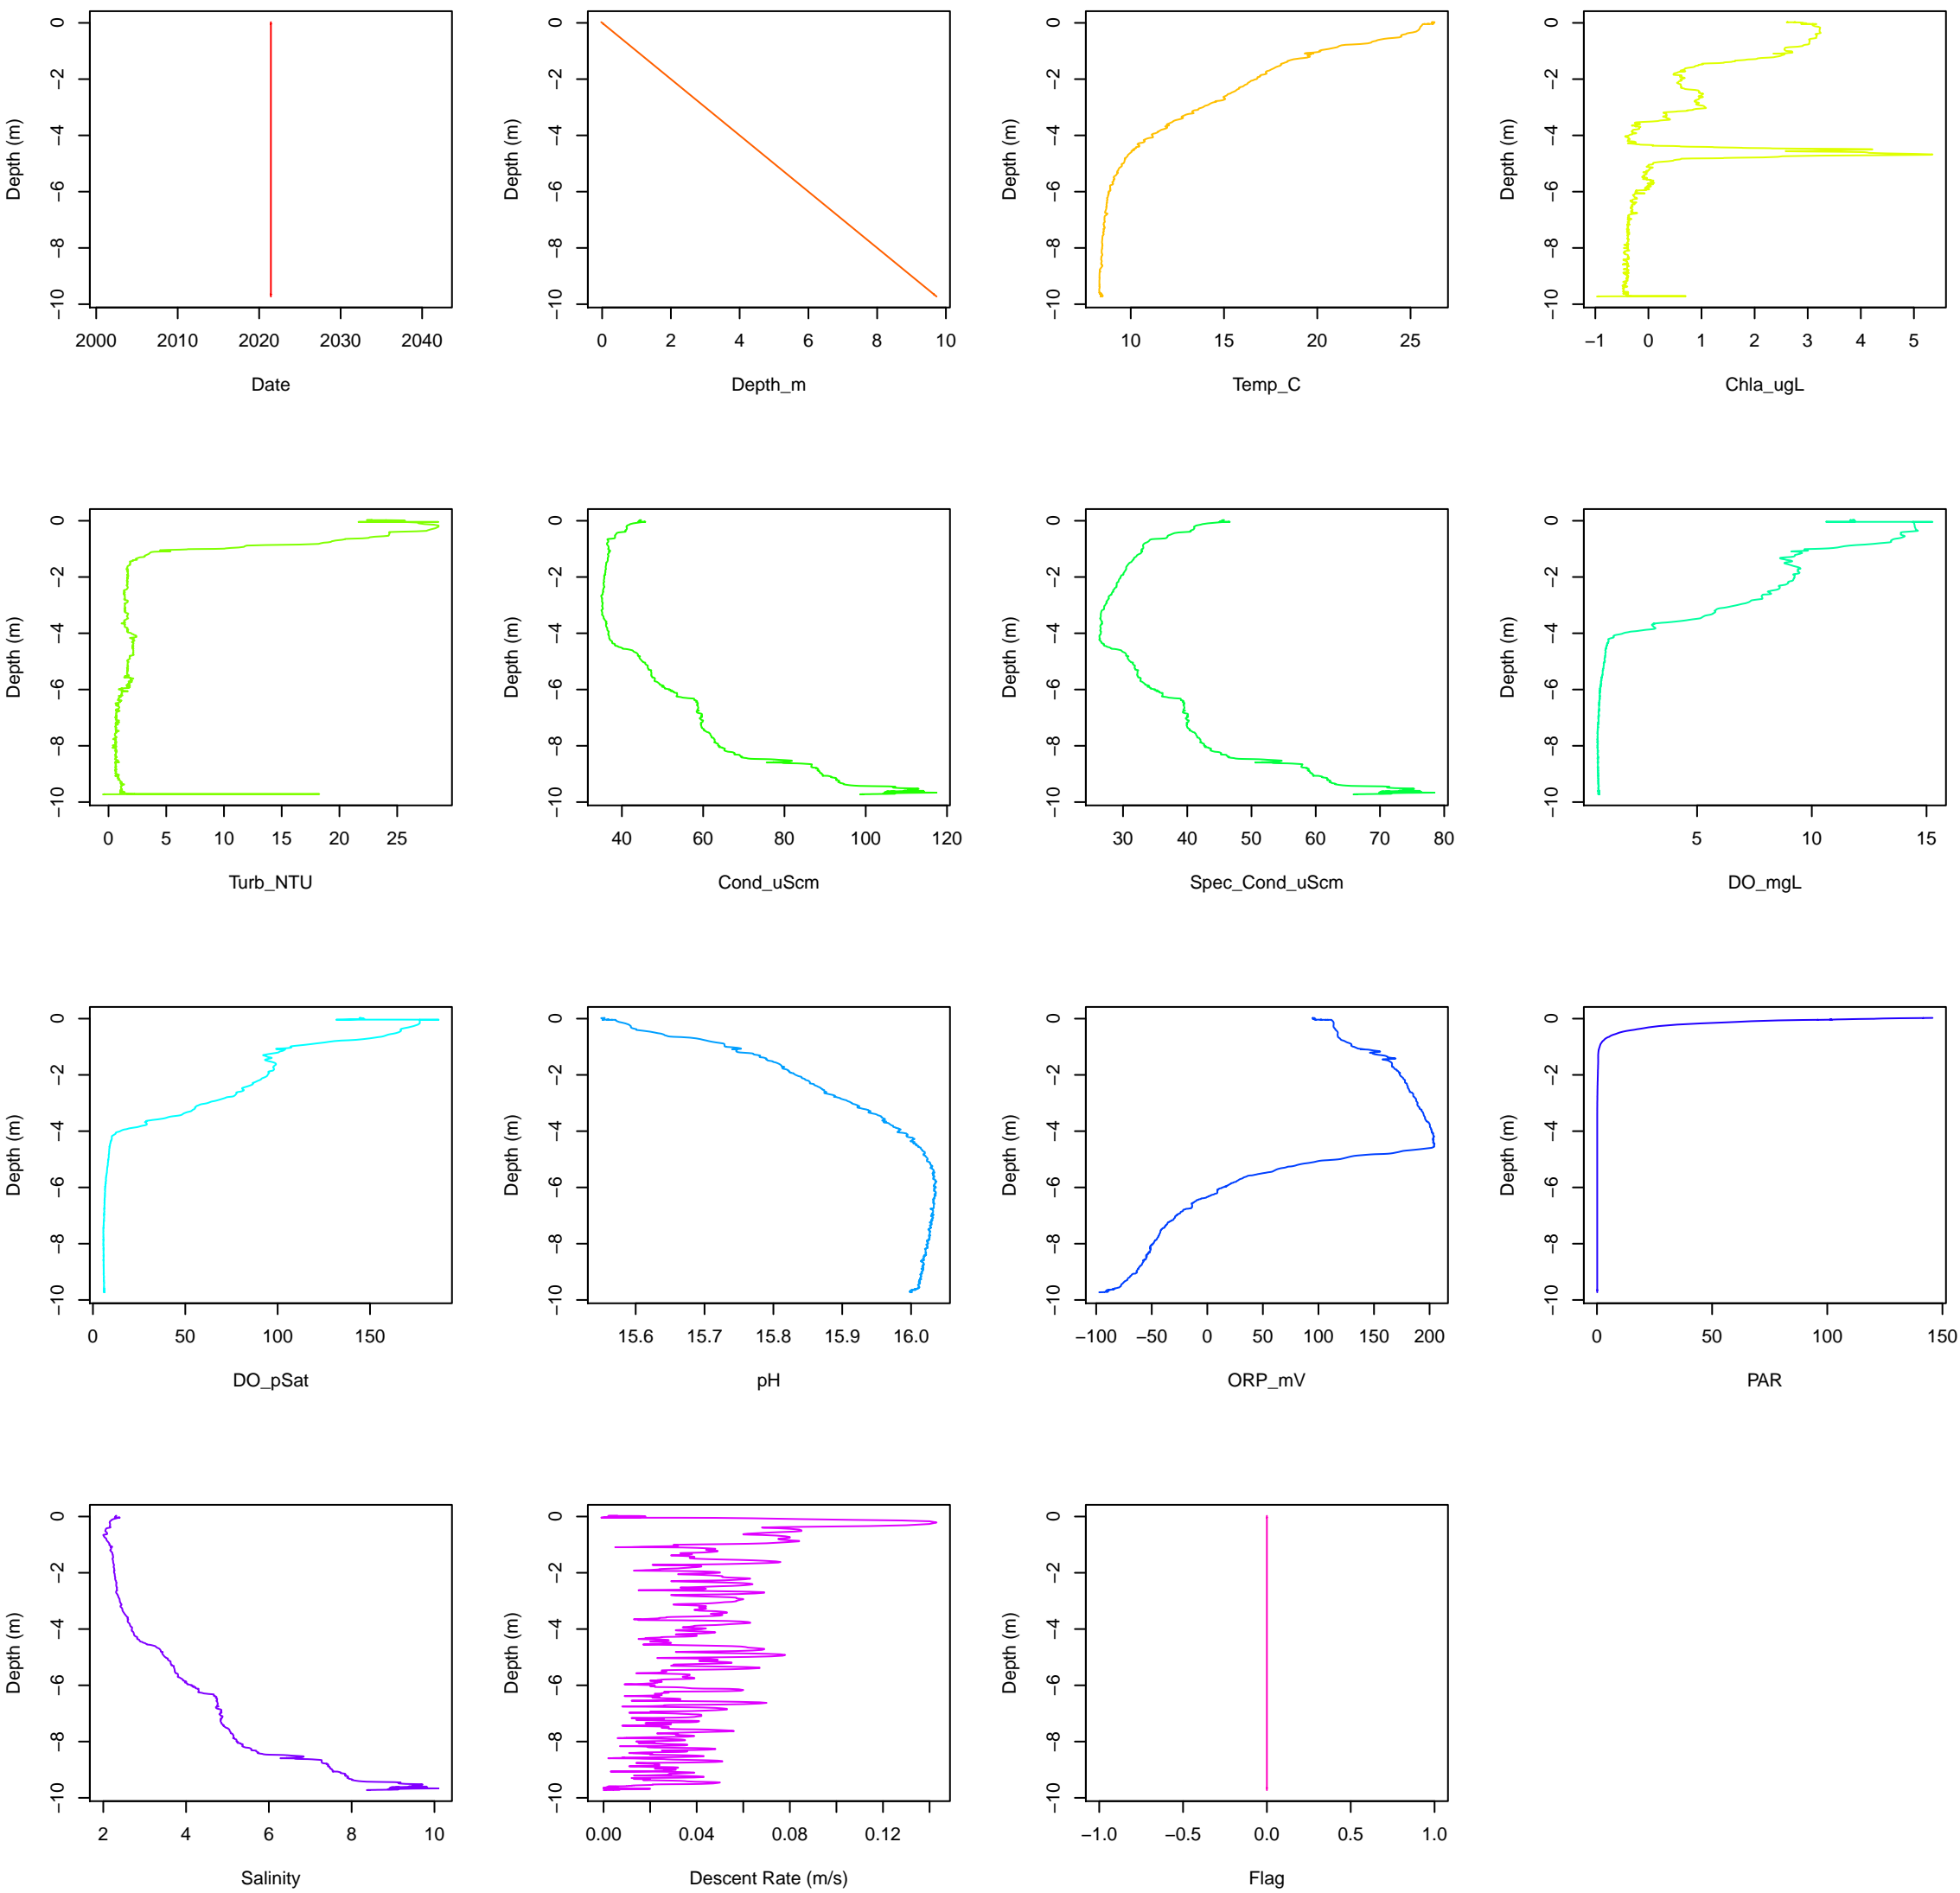 0
−2
−4
−6
−8
−10
Depth (m)
2000 2010 2020 2030 2040
Date
0
−2
−4
−6
−8
−10
Depth (m)
0 2 4 6 8 10
Depth_m
0
−2
−4
−6
−8
−10
Depth (m)
10 15 20 25
Temp_C
0
−2
−4
−6
−8
−10
Depth (m)
−1 0 1 2 3 4 5
Chla_ugL
0
−2
−4
−6
−8
−10
Depth (m)
0 5 10 15 20 25
Turb_NTU
0
−2
−4
−6
−8
−10
Depth (m)
40 60 80 100 120
Cond_uScm
0
−2
−4
−6
−8
−10
Depth (m)
30 40 50 60 70 80
Spec_Cond_uScm
0
−2
−4
−6
−8
−10
Depth (m)
5 10 15
DO_mgL
0
−2
−4
−6
−8
−10
Depth (m)
0 50 100 150
DO_pSat
0
−2
−4
−6
−8
−10
Depth (m)
15.6 15.7 15.8 15.9 16.0
pH
0
−2
−4
−6
−8
−10
Depth (m)
−100 −50 0 50 100 150 200
ORP_mV
0
−2
−4
−6
−8
−10
Depth (m)
0 50 100 150
PAR
0
−2
−4
−6
−8
−10
Depth (m)
2 4 6 8 10
Salinity
0
−2
−4
−6
−8
−10
Depth (m)
0.00 0.04 0.08 0.12
Descent Rate (m/s)
0
−2
−4
−6
−8
−10
Depth (m)
−1.0 −0.5 0.0 0.5 1.0
Flag